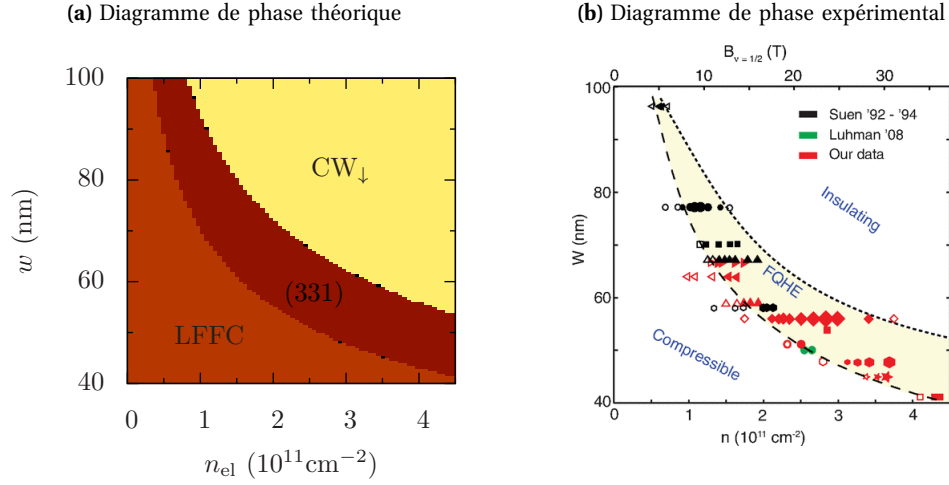 (a) Diagramme de phase théorique
100
80
60
40
w (nm)
CW↓
(331)
LFFC
0 1 2 3 4
n_el (10^11 cm^−2)
(b) Diagramme de phase expérimental
B_ν = 1/2 (T)
0 10 20 30
100
80
60
40
W (nm)
Suen '92 - '94
Luhman '08
Our data
Insulating
FQHE
Compressible
0 1 2 3 4
n (10^11 cm^-2)